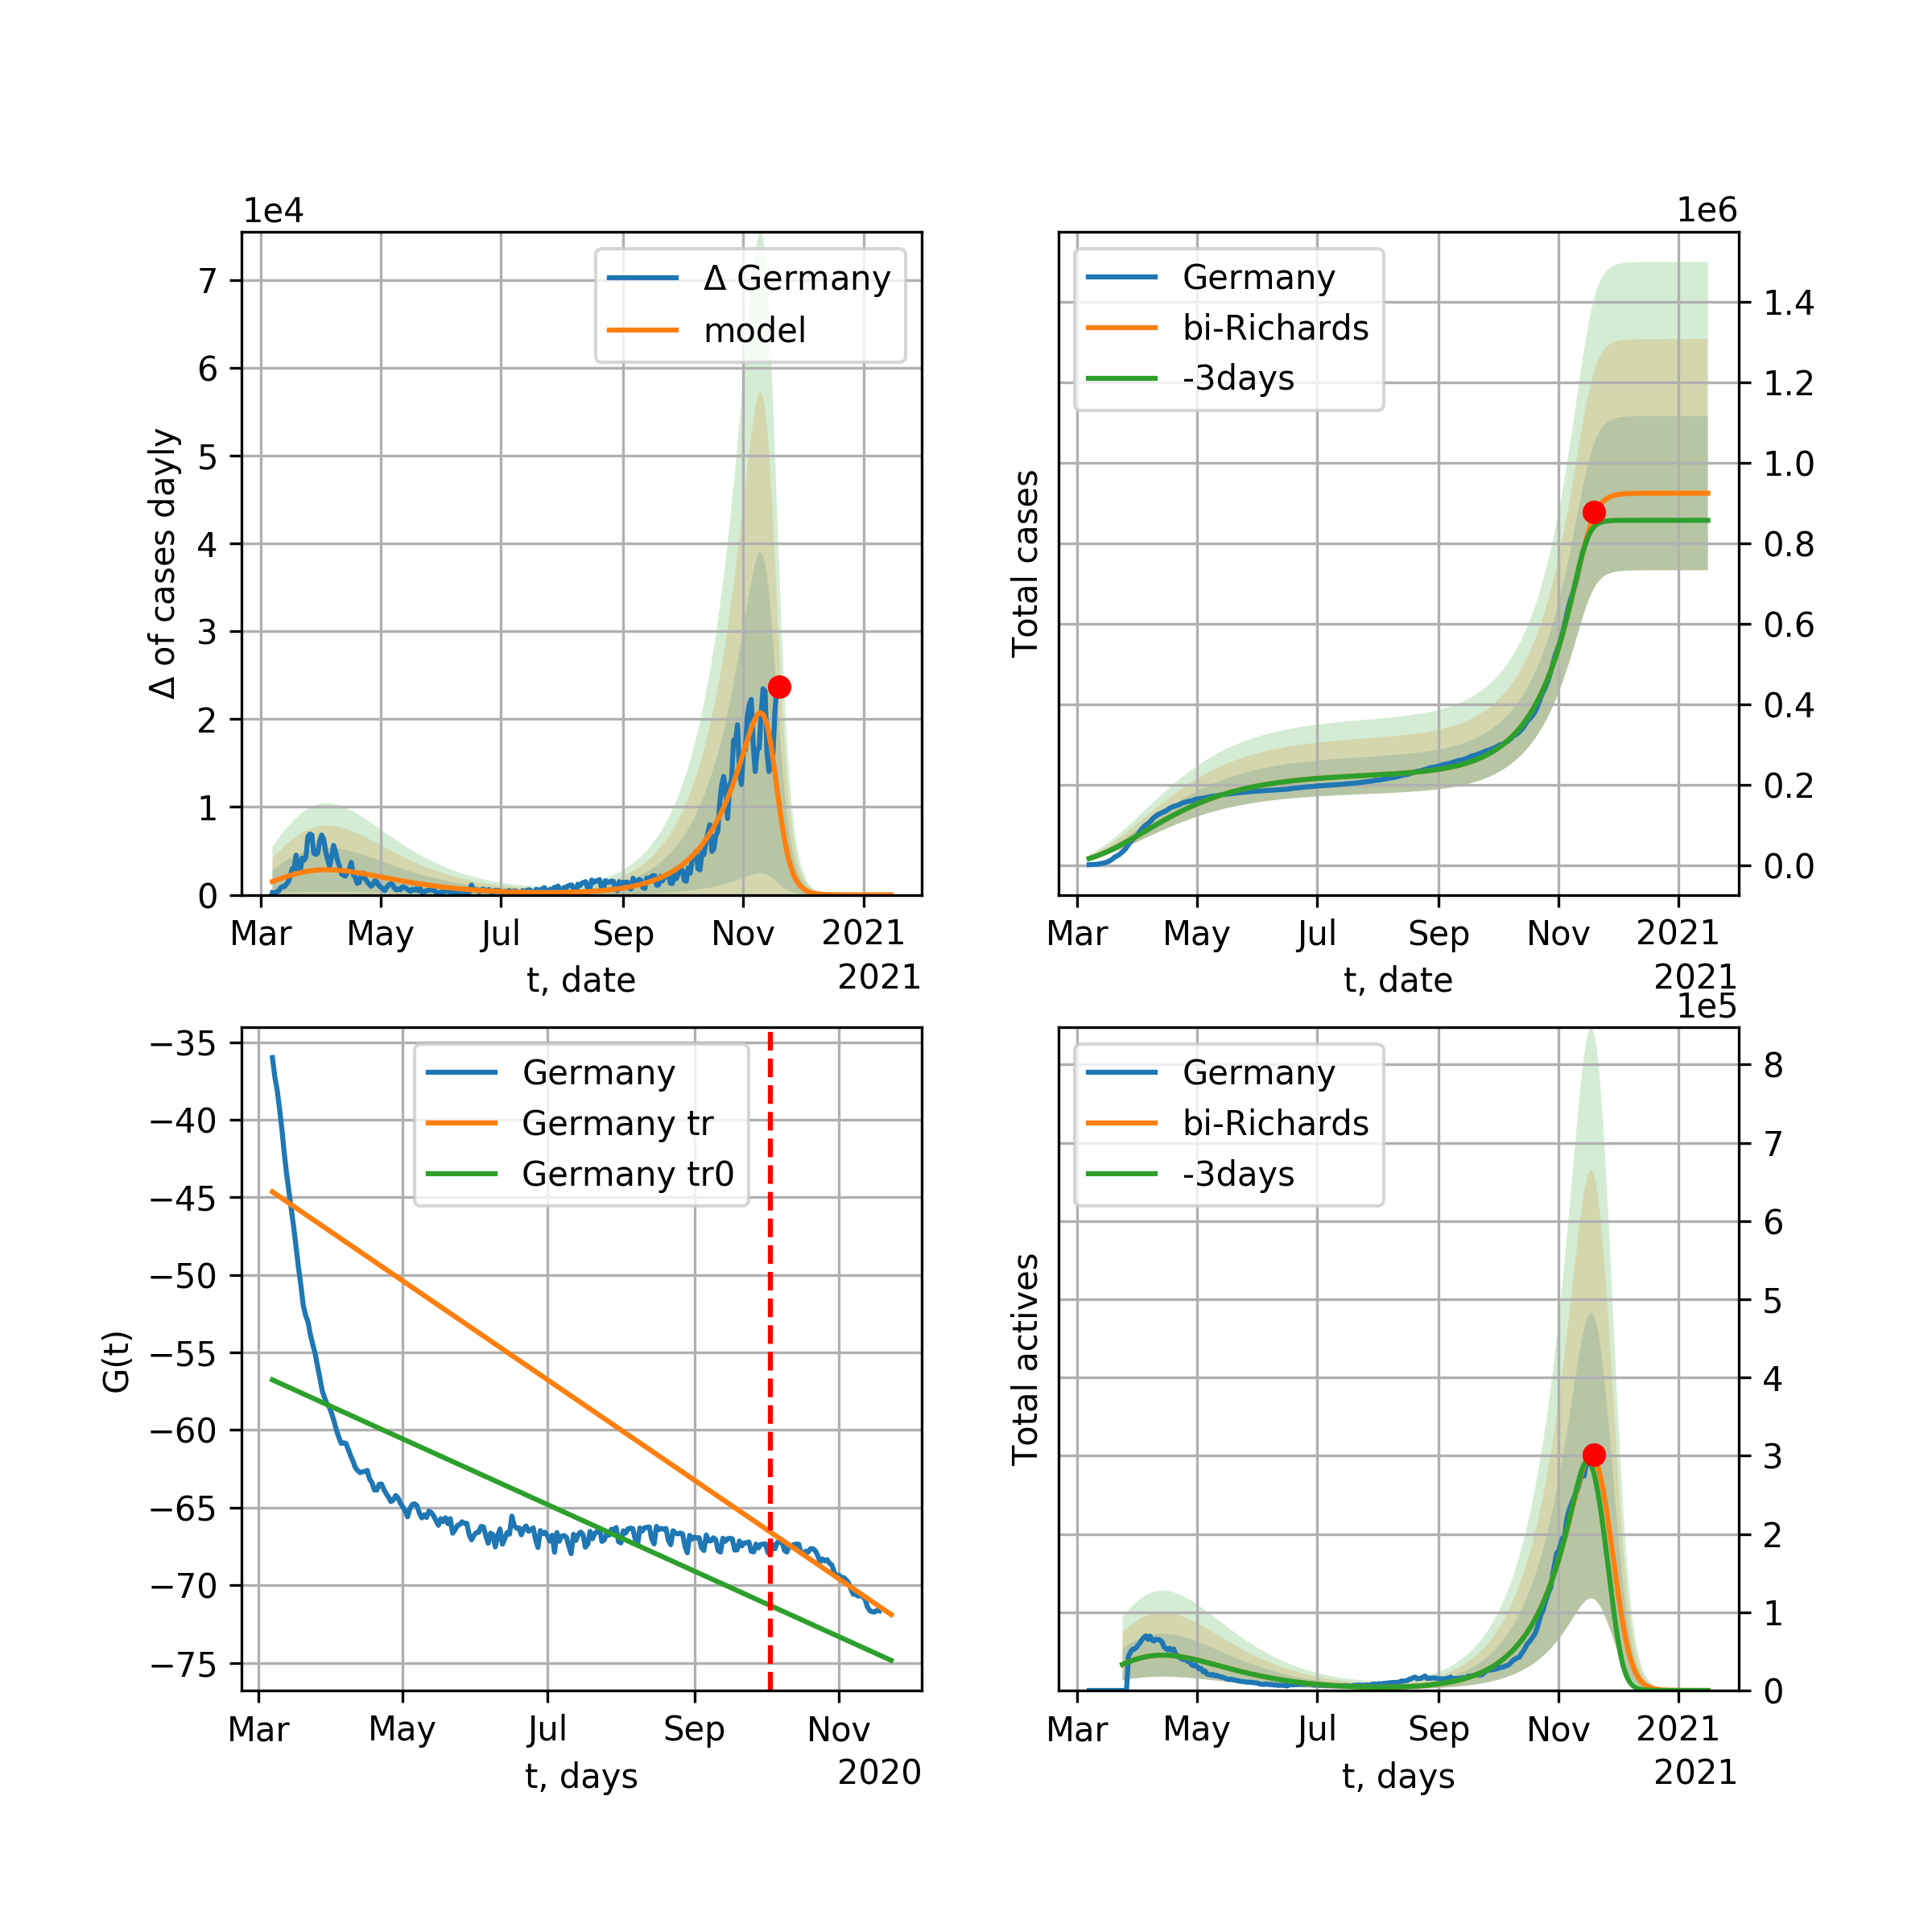 1e4
Δ of cases dayly
7
6
5
4
3
2
1
0
Δ Germany
model
Mar May Jul Sep Nov 2021
t, date 2021
1e6
Total cases
Germany
bi-Richards
-3days
1.4
1.2
1.0
0.8
0.6
0.4
0.2
0.0
Mar May Jul Sep Nov 2021
t, date 2021
G(t)
−35
−40
−45
−50
−55
−60
−65
−70
−75
Germany
Germany tr
Germany tr0
Mar May Jul Sep Nov
t, days 2020
1e5
Total actives
Germany
bi-Richards
-3days
8
7
6
5
4
3
2
1
0
Mar May Jul Sep Nov 2021
t, days 2021